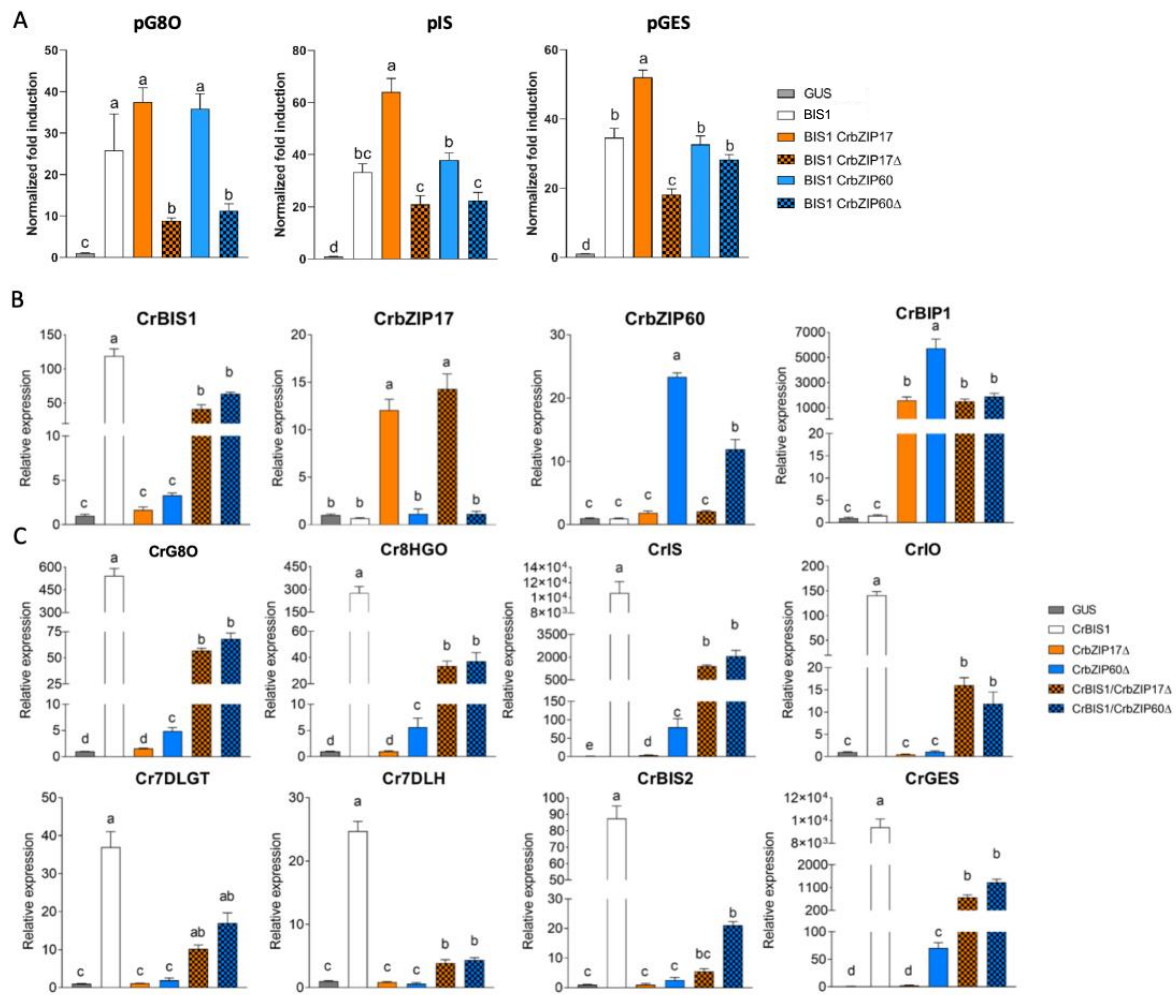 A
pG8O
pIS
pGES
Normalized fold induction
50
40
30
20
10
0
c
a
a
b
a
b
Normalized fold induction
80
60
40
20
0
d
bc
a
c
b
c
Normalized fold induction
60
40
20
0
d
b
a
c
b
b
GUS
BIS1
BIS1 CrbZIP17
BIS1 CrbZIP17Δ
BIS1 CrbZIP60
BIS1 CrbZIP60Δ
B
CrBIS1
CrbZIP17
CrbZIP60
CrBIP1
Relative expression
150
100
50
10
5
0
c
a
c
c
b
b
Relative expression
20
15
10
5
0
b
b
a
b
a
b
Relative expression
30
20
10
0
c
c
c
a
c
b
Relative expression
7000
5000
3000
1000
20
15
10
5
0
c
c
b
a
b
b
C
CrG8O
Cr8HGO
CrIS
CrIO
Relative expression
600
450
300
75
50
25
10
5
0
d
a
d
c
b
b
Relative expression
450
300
150
60
40
20
10
5
0
d
a
d
c
b
b
Relative expression
14×10⁴
12×10⁴
1×10⁴
8×10³
3500
2000
500
150
100
50
0
e
a
d
c
b
b
Relative expression
200
150
100
50
20
15
10
5
0
c
a
c
c
b
b
GUS
CrBIS1
CrbZIP17Δ
CrbZIP60Δ
CrBIS1/CrbZIP17Δ
CrBIS1/CrbZIP60Δ
Cr7DLGT
Cr7DLH
CrBIS2
CrGES
Relative expression
50
40
30
20
10
0
c
a
c
c
ab
ab
Relative expression
30
20
10
0
c
a
c
c
b
b
Relative expression
100
90
80
70
60
50
30
20
10
0
c
a
c
c
bc
b
Relative expression
12×10⁴
1×10⁴
8×10³
2000
1100
200
100
50
0
d
a
d
c
b
b